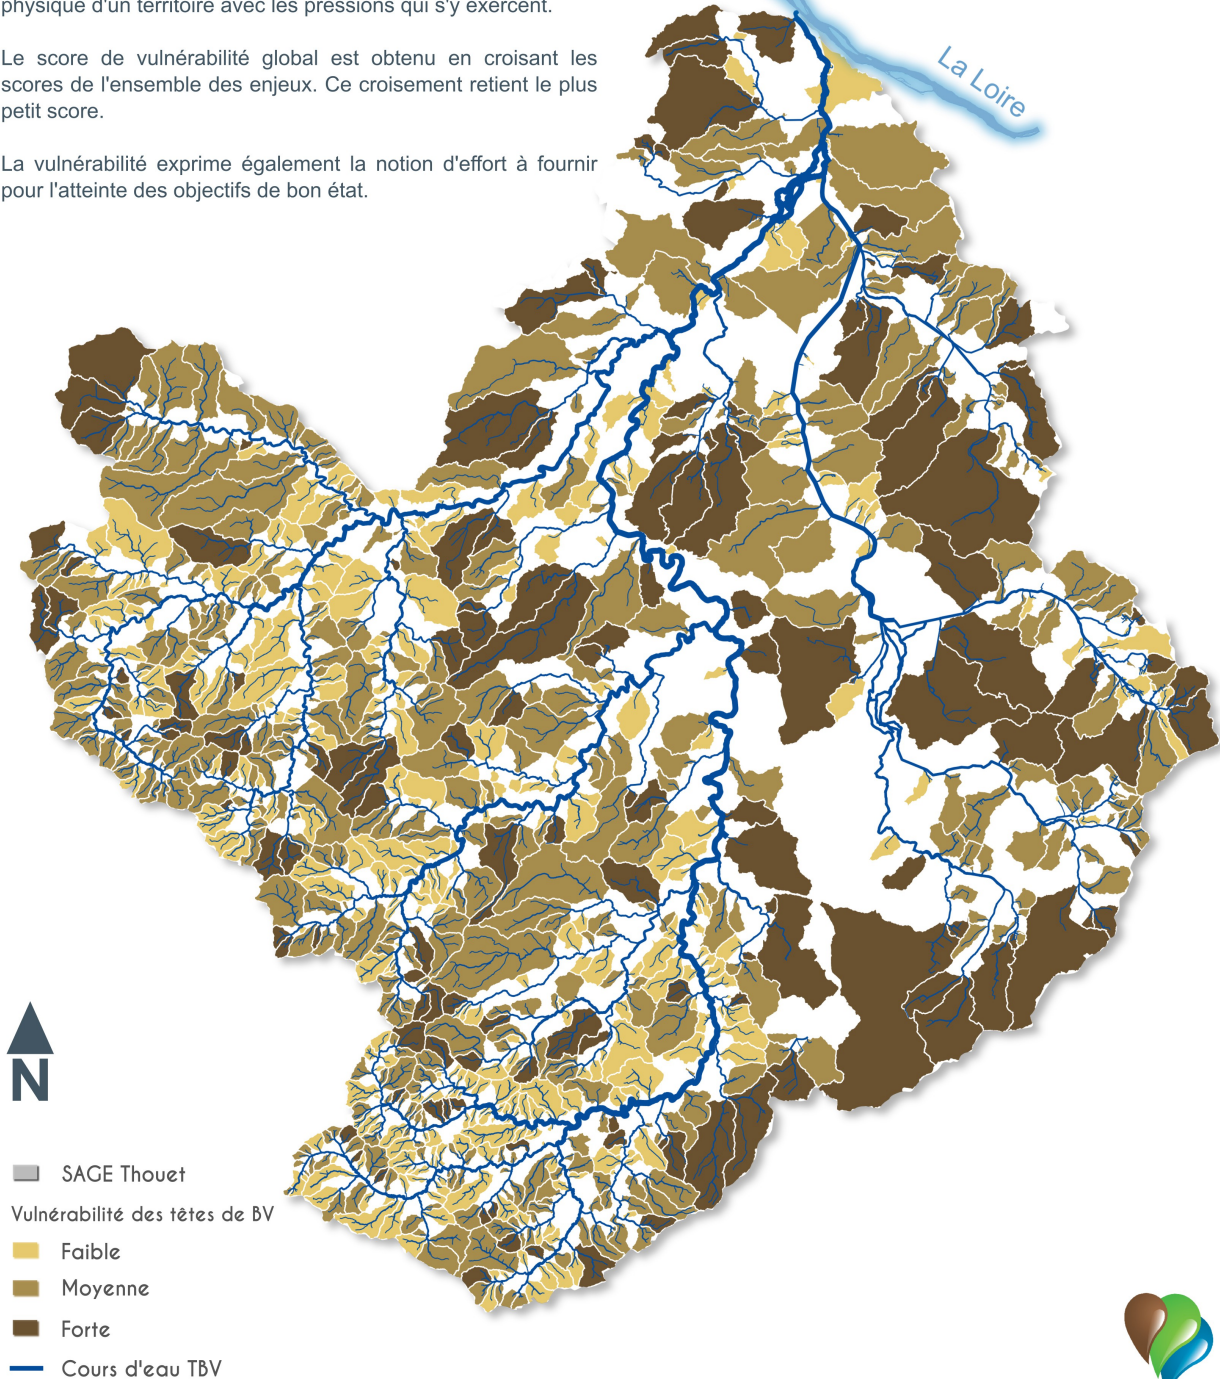 physique d'un territoire avec les pressions qui s'y exercent.
Le score de vulnérabilité global est obtenu en croisant les
scores de l'ensemble des enjeux. Ce croisement retient le plus
petit score.
La vulnérabilité exprime également la notion d'effort à fournir
pour l'atteinte des objectifs de bon état.
La Loire
N
SAGE Thouet
Vulnérabilité des têtes de BV
Faible
Moyenne
Forte
Cours d'eau TBV